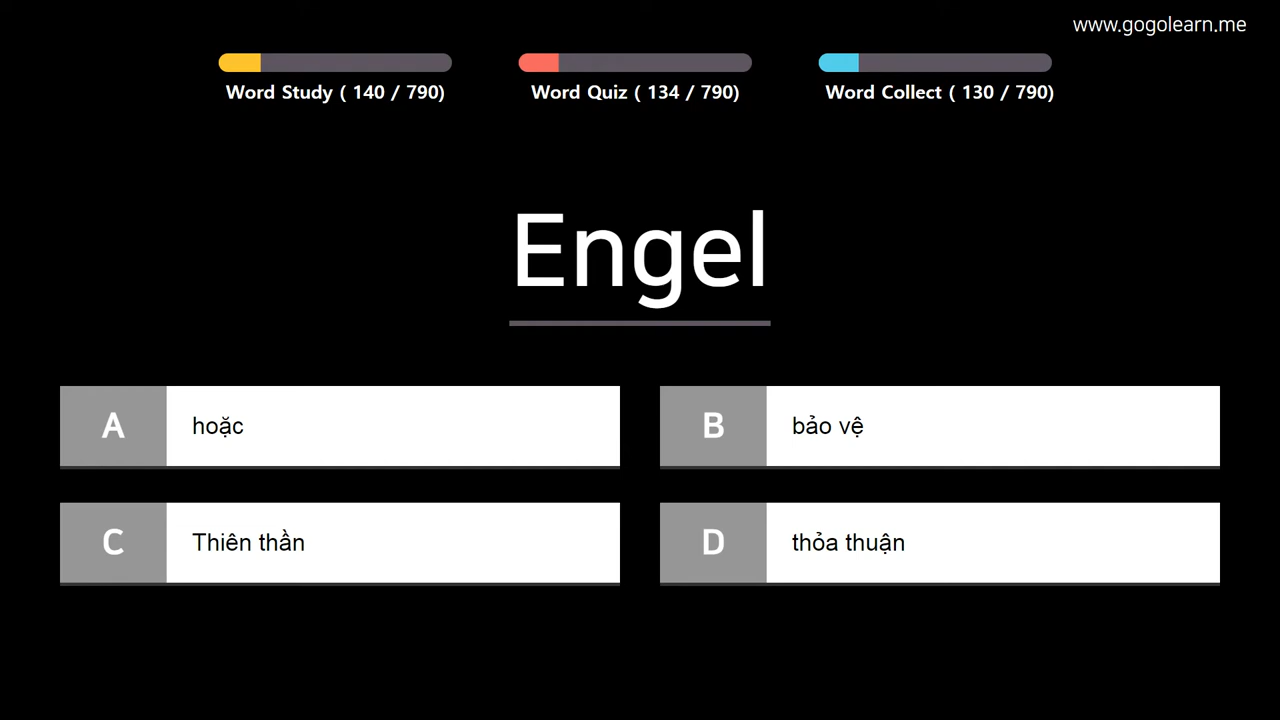 www.gogolearn.me
Word Study ( 140 / 790)
Word Quiz ( 134 / 790)
Word Collect ( 130 / 790)
Engel
A
hoặc
B
bảo vệ
C
Thiên thần
D
thỏa thuận